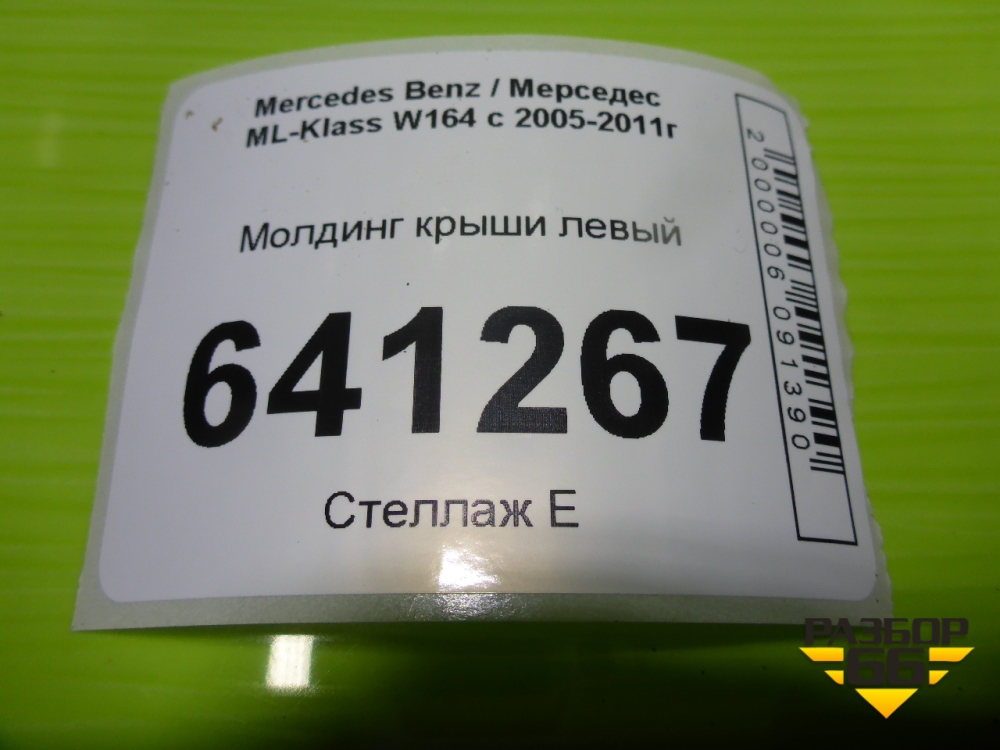 Mercedes Benz / Мерседес
ML-Klass W164 с 2005-2011г
Молдинг крыши левый
641267
Стеллаж Е
2000006091390
РАЗБОР
66